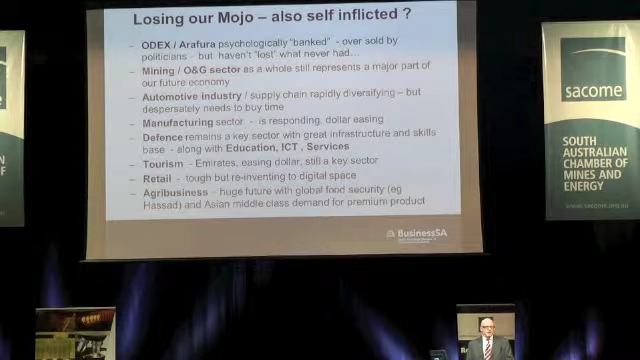 Losing our Mojo – also self inflicted ?
– ODEX / Arafura psychologically "banked" - over sold by
politicians - but haven't "lost" what never had…
– Mining / O&G sector as a whole still represents a major part of
our future economy
– Automotive industry / supply chain rapidly diversifying – but
desperately needs to buy time
– Manufacturing sector - is responding, dollar easing
– Defence remains a key sector with great infrastructure and skills
base - along with Education, ICT , Services
– Tourism - Emirates, easing dollar, still a key sector
– Retail - tough but re-inventing to digital space
– Agribusiness – huge future with global food security (eg
Hassad) and Asian middle class demand for premium product
BusinessSA
sacome
SOUTH
AUSTRALIAN
CHAMBER OF
MINES AND
ENERGY
www.sacome.org.au